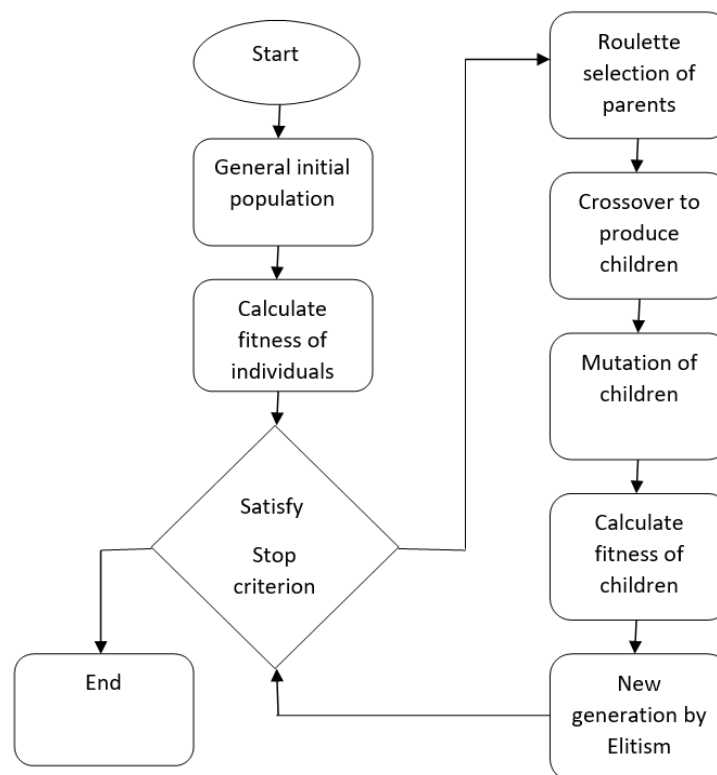 Start
General initial
population
Calculate
fitness of
individuals
Satisfy
Stop
criterion
End
Roulette
selection of
parents
Crossover to
produce
children
Mutation of
children
Calculate
fitness of
children
New
generation by
Elitism